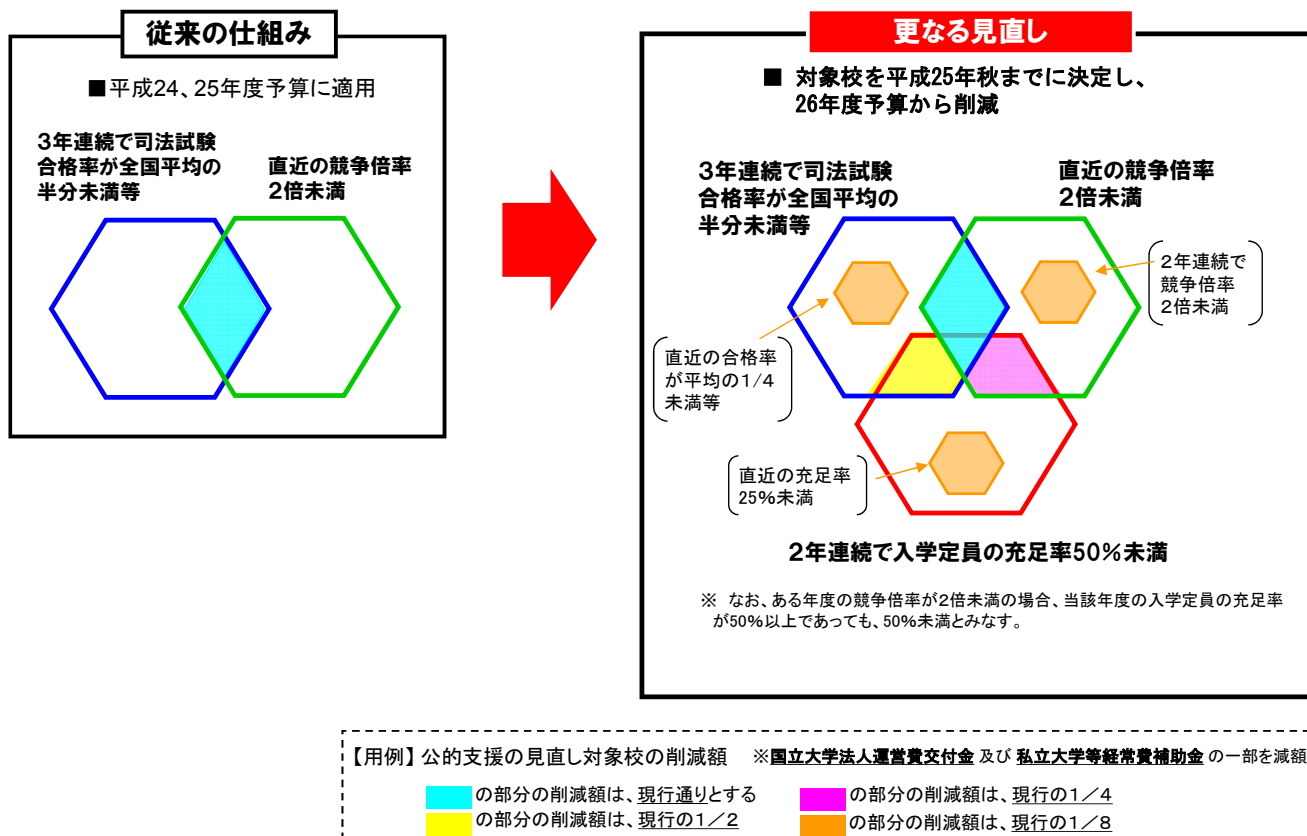 従来の仕組み
■平成24、25年度予算に適用
3年連続で司法試験
合格率が全国平均の
半分未満等
直近の競争倍率
2倍未満
更なる見直し
■ 対象校を平成25年秋までに決定し、
26年度予算から削減
3年連続で司法試験
合格率が全国平均の
半分未満等
直近の競争倍率
2倍未満
2年連続で
競争倍率
2倍未満
直近の合格率
が平均の1/4
未満等
直近の充足率
25%未満
2年連続で入学定員の充足率50%未満
※ なお、ある年度の競争倍率が2倍未満の場合、当該年度の入学定員の充足率
が50%以上であっても、50%未満とみなす。
【用例】公的支援の見直し対象校の削減額 ※国立大学法人運営費交付金 及び 私立大学等経常費補助金 の一部を減額
の部分の削減額は、現行通りとする
の部分の削減額は、現行の1/4
の部分の削減額は、現行の1/2
の部分の削減額は、現行の1/8